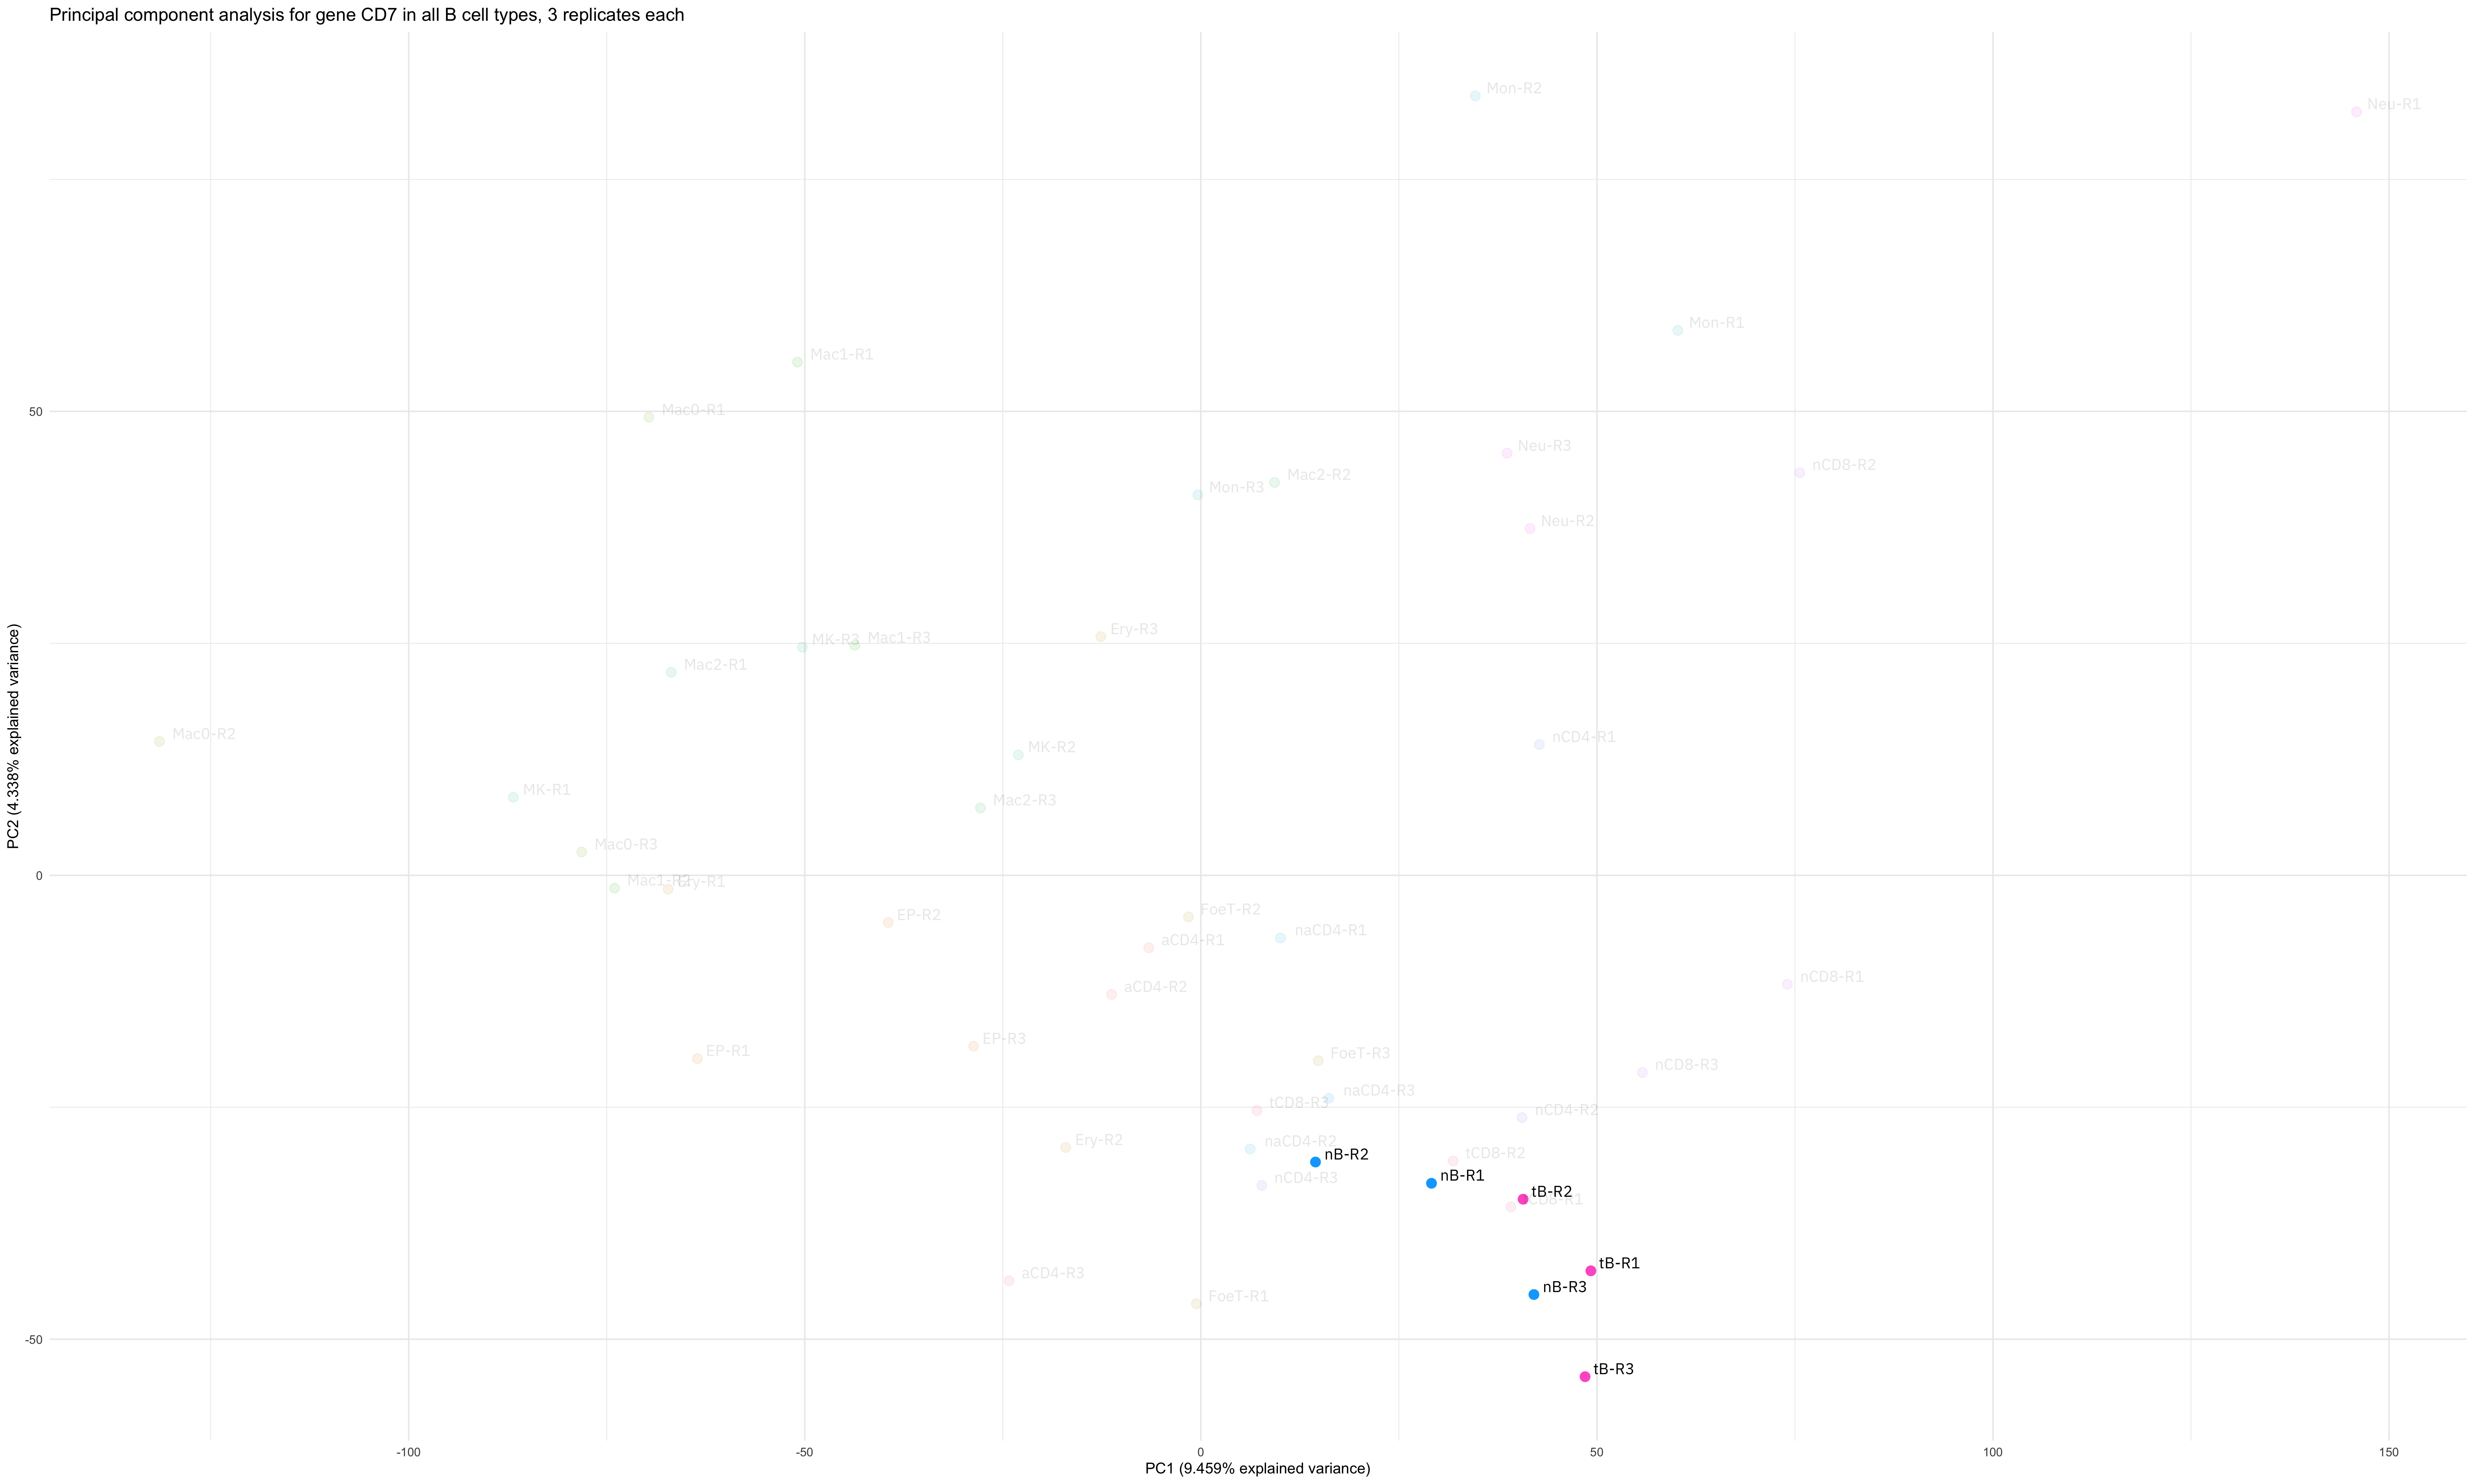 Principal component analysis for gene CD7 in all B cell types, 3 replicates each
Mon-R2
Neu-R1
Mon-R1
Mac1-R1
50
Mac0-R1
Neu-R3
nCD8-R2
Mac2-R2
Mon-R3
Neu-R2
Ery-R3
MK-R3
Mac1-R3
Mac2-R1
Mac0-R2
MK-R2
nCD4-R1
MK-R1
Mac2-R3
Mac0-R3
0
Mac1-R2
Ery-R1
EP-R2
FoeT-R2
naCD4-R1
aCD4-R1
nCD8-R1
aCD4-R2
EP-R3
EP-R1
FoeT-R3
nCD8-R3
naCD4-R3
tCD8-R3
nCD4-R2
Ery-R2
naCD4-R2
nB-R2
tCD8-R2
nCD4-R3
nB-R1
tB-R2
tCD8-R1
tB-R1
aCD4-R3
nB-R3
FoeT-R1
-50
tB-R3
-100
-50
0
50
100
150
PC1 (9.459% explained variance)
PC2 (4.338% explained variance)